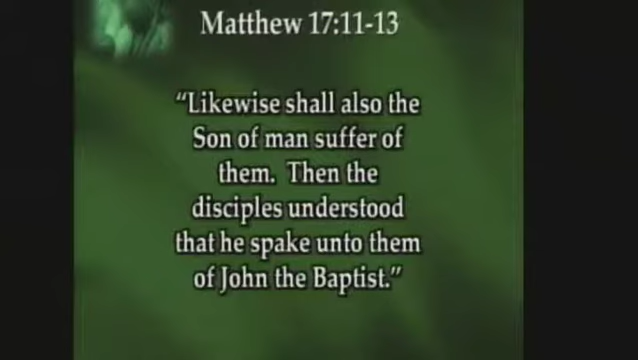 Matthew 17:11-13
“Likewise shall also the
Son of man suffer of
them. Then the
disciples understood
that he spake unto them
of John the Baptist.”